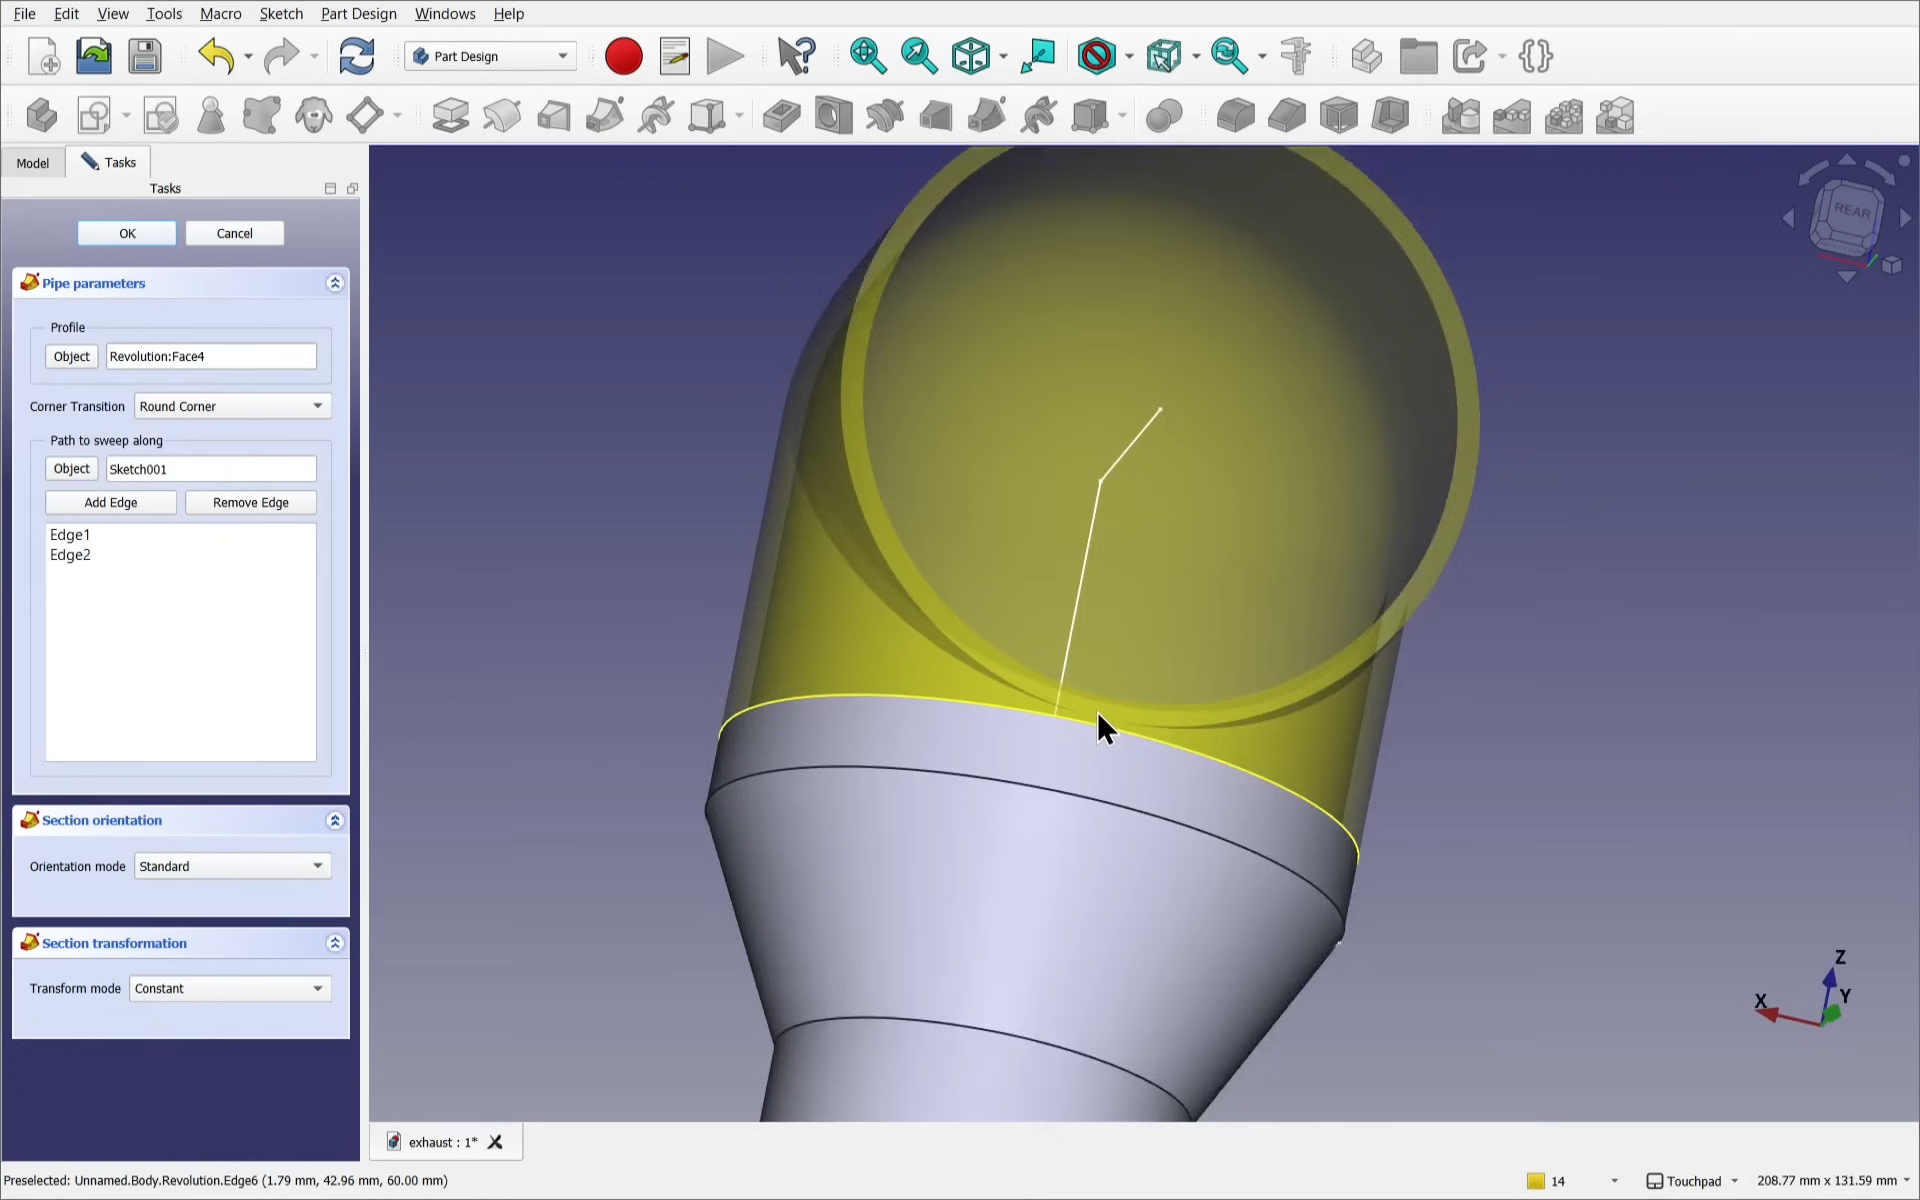 File Edit View Tools Macro Sketch Part Design Windows Help
Part Design
Model Tasks
Tasks
OK Cancel
Pipe parameters
Profile
Object Revolution:Face4
Corner Transition Round Corner
Path to sweep along
Object Sketch001
Add Edge Remove Edge
Edge1
Edge2
Section orientation
Orientation mode Standard
Section transformation
Transform mode Constant
REAR
Z
X Y
exhaust : 1*
Preselected: Unnamed.Body.Revolution.Edge6 (1.79 mm, 42.96 mm, 60.00 mm) 14 Touchpad 208.77 mm x 131.59 mm